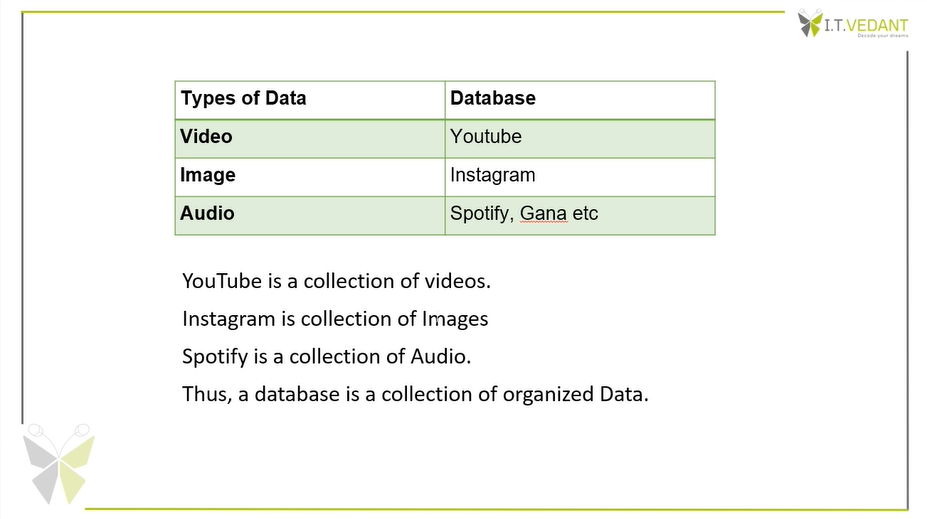 I.T.VEDANT
Decode your dreams
Types of Data Database
Video Youtube
Image Instagram
Audio Spotify, Gana etc
YouTube is a collection of videos.
Instagram is collection of Images
Spotify is a collection of Audio.
Thus, a database is a collection of organized Data.